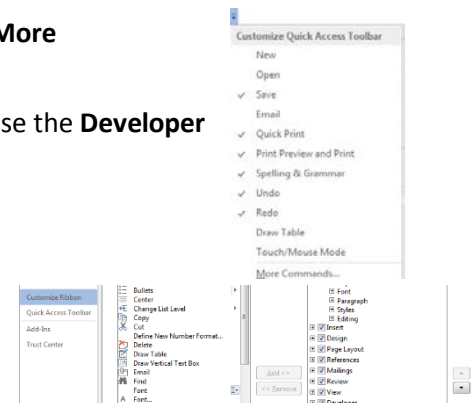 More
se the Developer
Customize Quick Access Toolbar
New
Open
Save
Email
Quick Print
Print Preview and Print
Spelling & Grammar
Undo
Redo
Draw Table
Touch/Mouse Mode
More Commands...
Customize Ribbon
Quick Access Toolbar
Add-Ins
Trust Center
Bullets
Center
Change List Level
Copy
Cut
Define New Number Format...
Delete
Draw Table
Draw Vertical Text Box
Email
Find
Font
Font...
Add >>
<< Remove
Font
Paragraph
Styles
Editing
Insert
Design
Page Layout
References
Mailings
Review
View
Developer